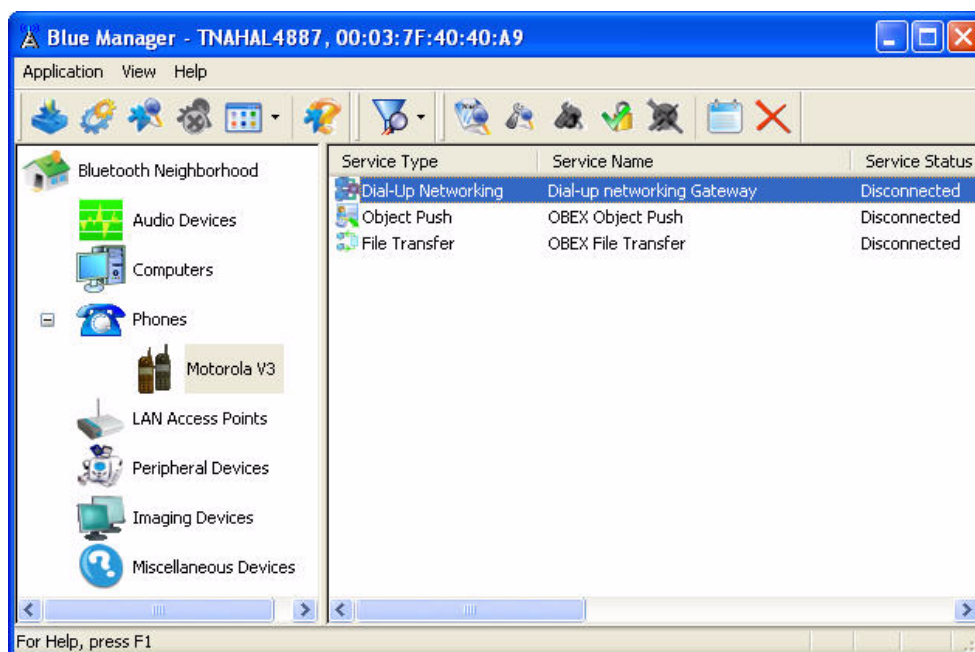 Blue Manager - TNAHAL4887, 00:03:7F:40:40:A9
Application View Help
Bluetooth Neighborhood
Audio Devices
Computers
Phones
Motorola V3
LAN Access Points
Peripheral Devices
Imaging Devices
Miscellaneous Devices
Service Type Service Name Service Status
Dial-Up Networking Dial-up networking Gateway Disconnected
Object Push OBEX Object Push Disconnected
File Transfer OBEX File Transfer Disconnected
For Help, press F1